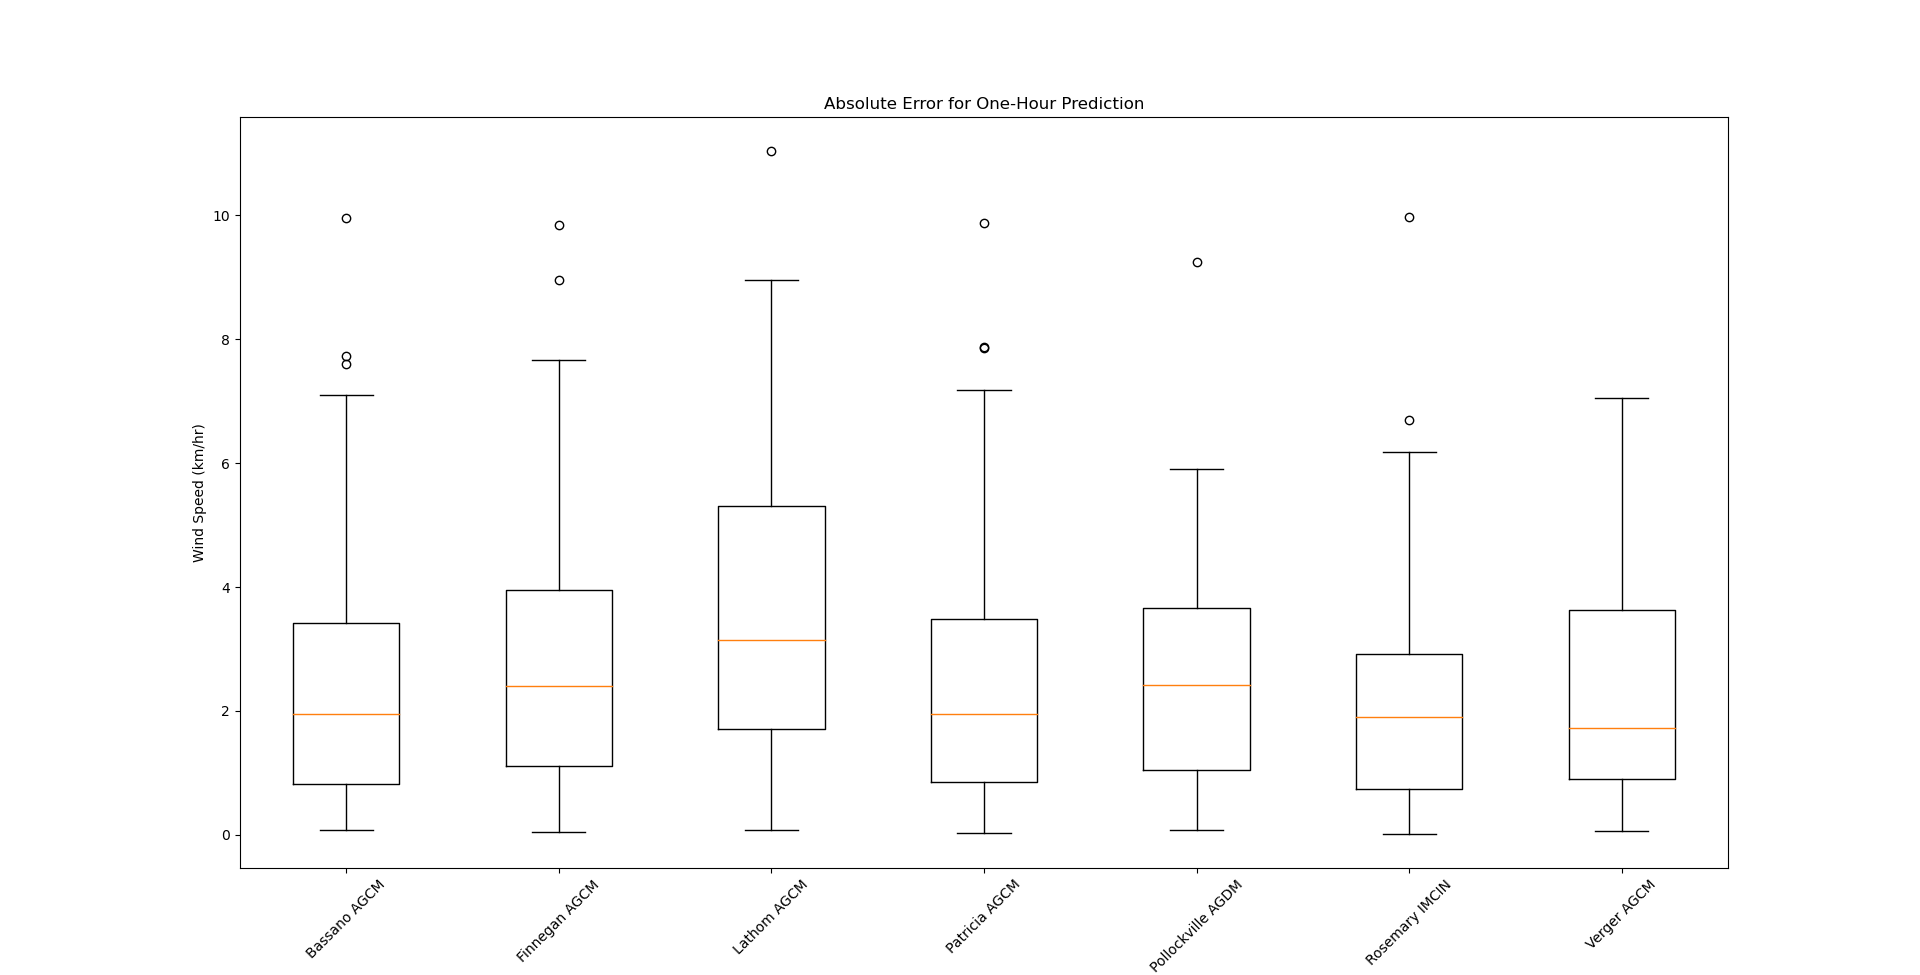 Absolute Error for One-Hour Prediction
Wind Speed (km/hr)
10
8
6
4
2
0
Bassano AGCM
Finnegan AGCM
Lathom AGCM
Patricia AGCM
Pollockville AGDM
Rosemary IMCIN
Verger AGCM